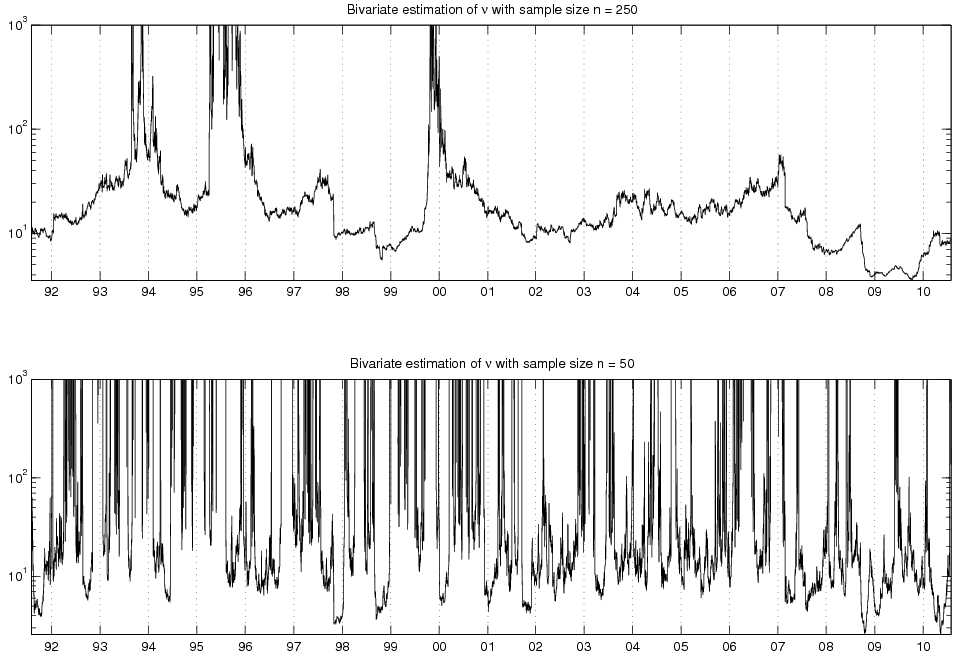 Bivariate estimation of ν with sample size n = 250
10³
10²
10¹
92 93 94 95 96 97 98 99 00 01 02 03 04 05 06 07 08 09 10
Bivariate estimation of ν with sample size n = 50
10³
10²
10¹
92 93 94 95 96 97 98 99 00 01 02 03 04 05 06 07 08 09 10